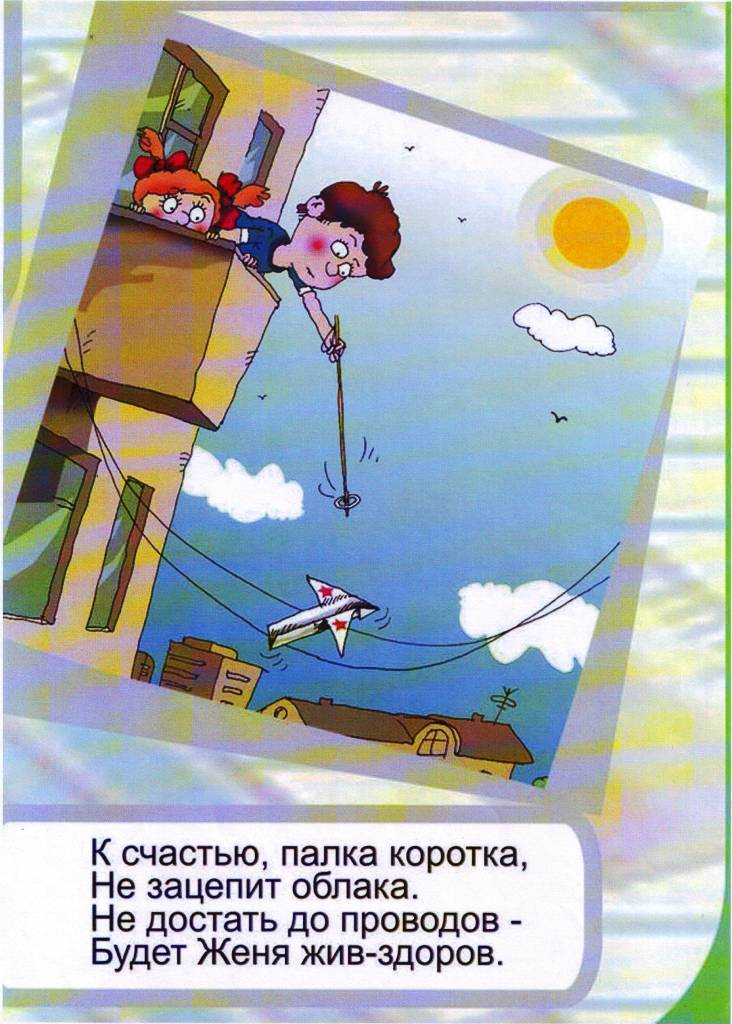 К счастью, палка коротка,
Не зацепит облака.
Не достать до проводов -
Будет Женя жив-здоров.